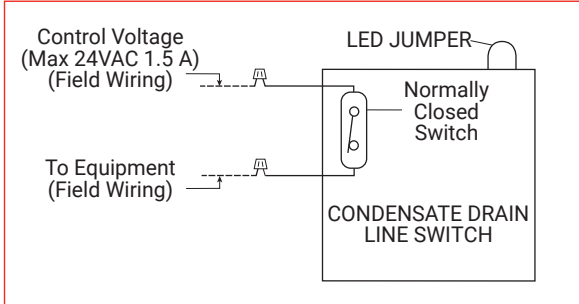 Control Voltage
(Max 24VAC 1.5 A)
(Field Wiring)
LED JUMPER
Normally
Closed
Switch
To Equipment
(Field Wiring)
CONDENSATE DRAIN
LINE SWITCH